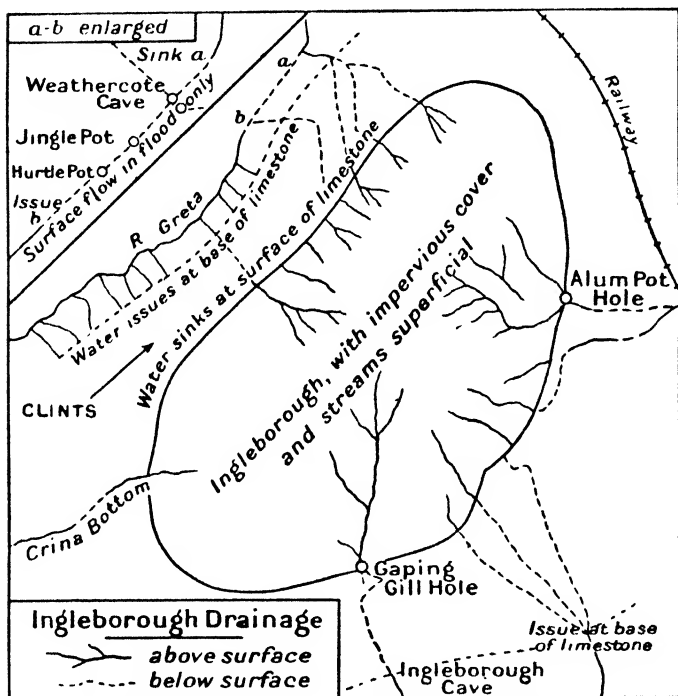 a-b enlarged
Sink a
Weathercote
Cave
Jingle Pot
Hurtle Pot
Issue
b
Surface flow in flood only
a
b
R Greta
Water issues at base of limestone
Water sinks at surface of limestone
CLINTS
Ingleborough, with impervious cover
and streams superficial
Railway
Alum Pot
Hole
Crina Bottom
Gaping
Gill Hole
Issue at base
of limestone
Ingleborough
Cave
Ingleborough Drainage
above surface
below surface